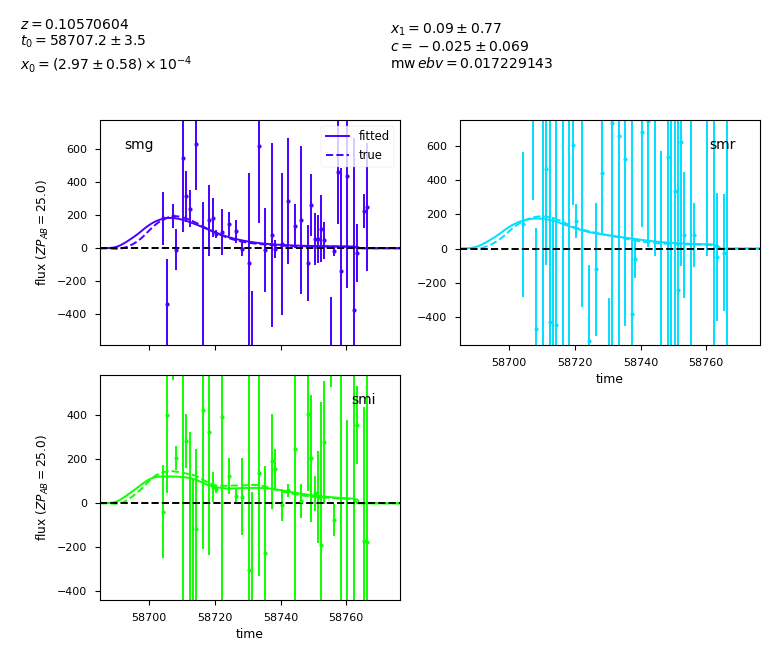 z = 0.10570604
t₀ = 58707.2 ± 3.5
x₀ = (2.97 ± 0.58) × 10⁻⁴
x₁ = 0.09 ± 0.77
c = −0.025 ± 0.069
mw ebv = 0.017229143
smg
fitted
true
600
400
200
0
−200
−400
flux (ZP_AB = 25.0)
smr
600
400
200
0
−200
−400
58700 58720 58740 58760
time
smi
400
200
0
−200
−400
flux (ZP_AB = 25.0)
58700 58720 58740 58760
time